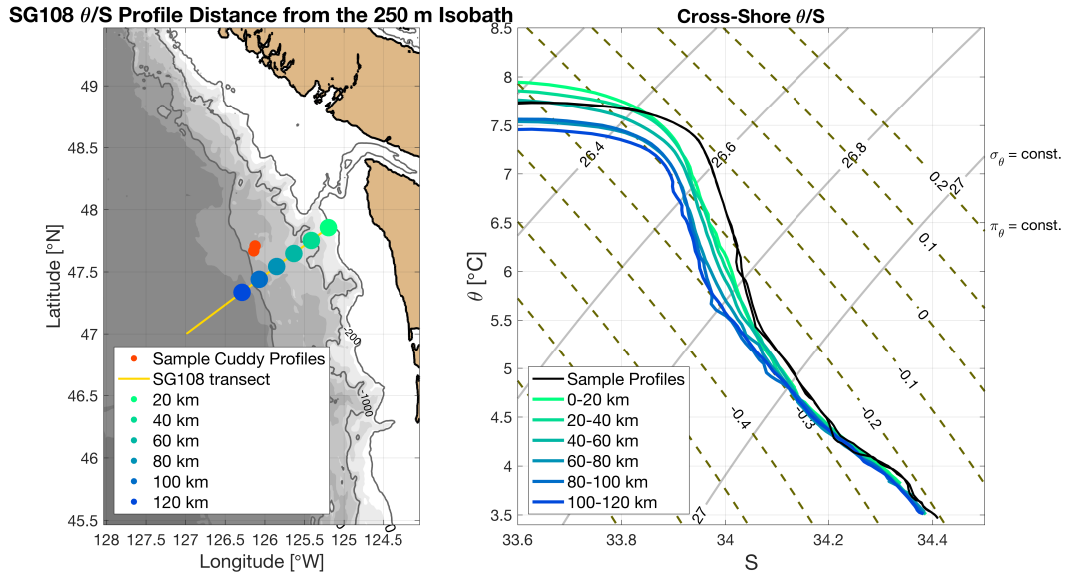 SG108 θ/S Profile Distance from the 250 m Isobath
49
48.5
48
47.5
47
46.5
46
45.5
128 127.5 127 126.5 126 125.5 125 124.5
Latitude [°N]
Longitude [°W]
-200
-1000
0
0
Sample Cuddy Profiles
SG108 transect
20 km
40 km
60 km
80 km
100 km
120 km
Cross-Shore θ/S
8.5
8
7.5
7
6.5
6
5.5
5
4.5
4
3.5
33.6 33.8 34 34.2 34.4
θ [°C]
S
26.4
26.6
26.8
27
27
0.2
0.1
0
-0.1
-0.2
-0.3
-0.4
σθ = const.
πθ = const.
Sample Profiles
0-20 km
20-40 km
40-60 km
60-80 km
80-100 km
100-120 km